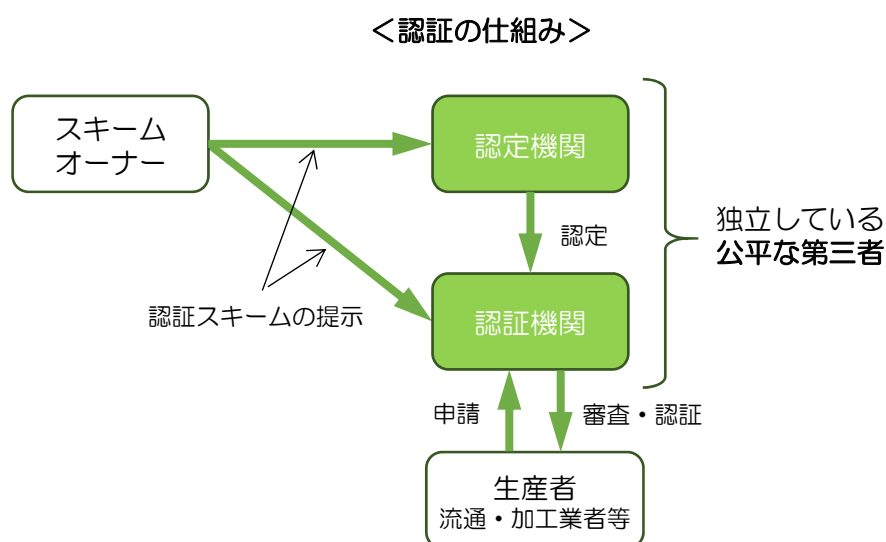 ＜認証の仕組み＞
スキーム
オーナー
認定機関
認定
独立している
公平な第三者
認証スキームの提示
認証機関
申請
審査・認証
生産者
流通・加工業者等